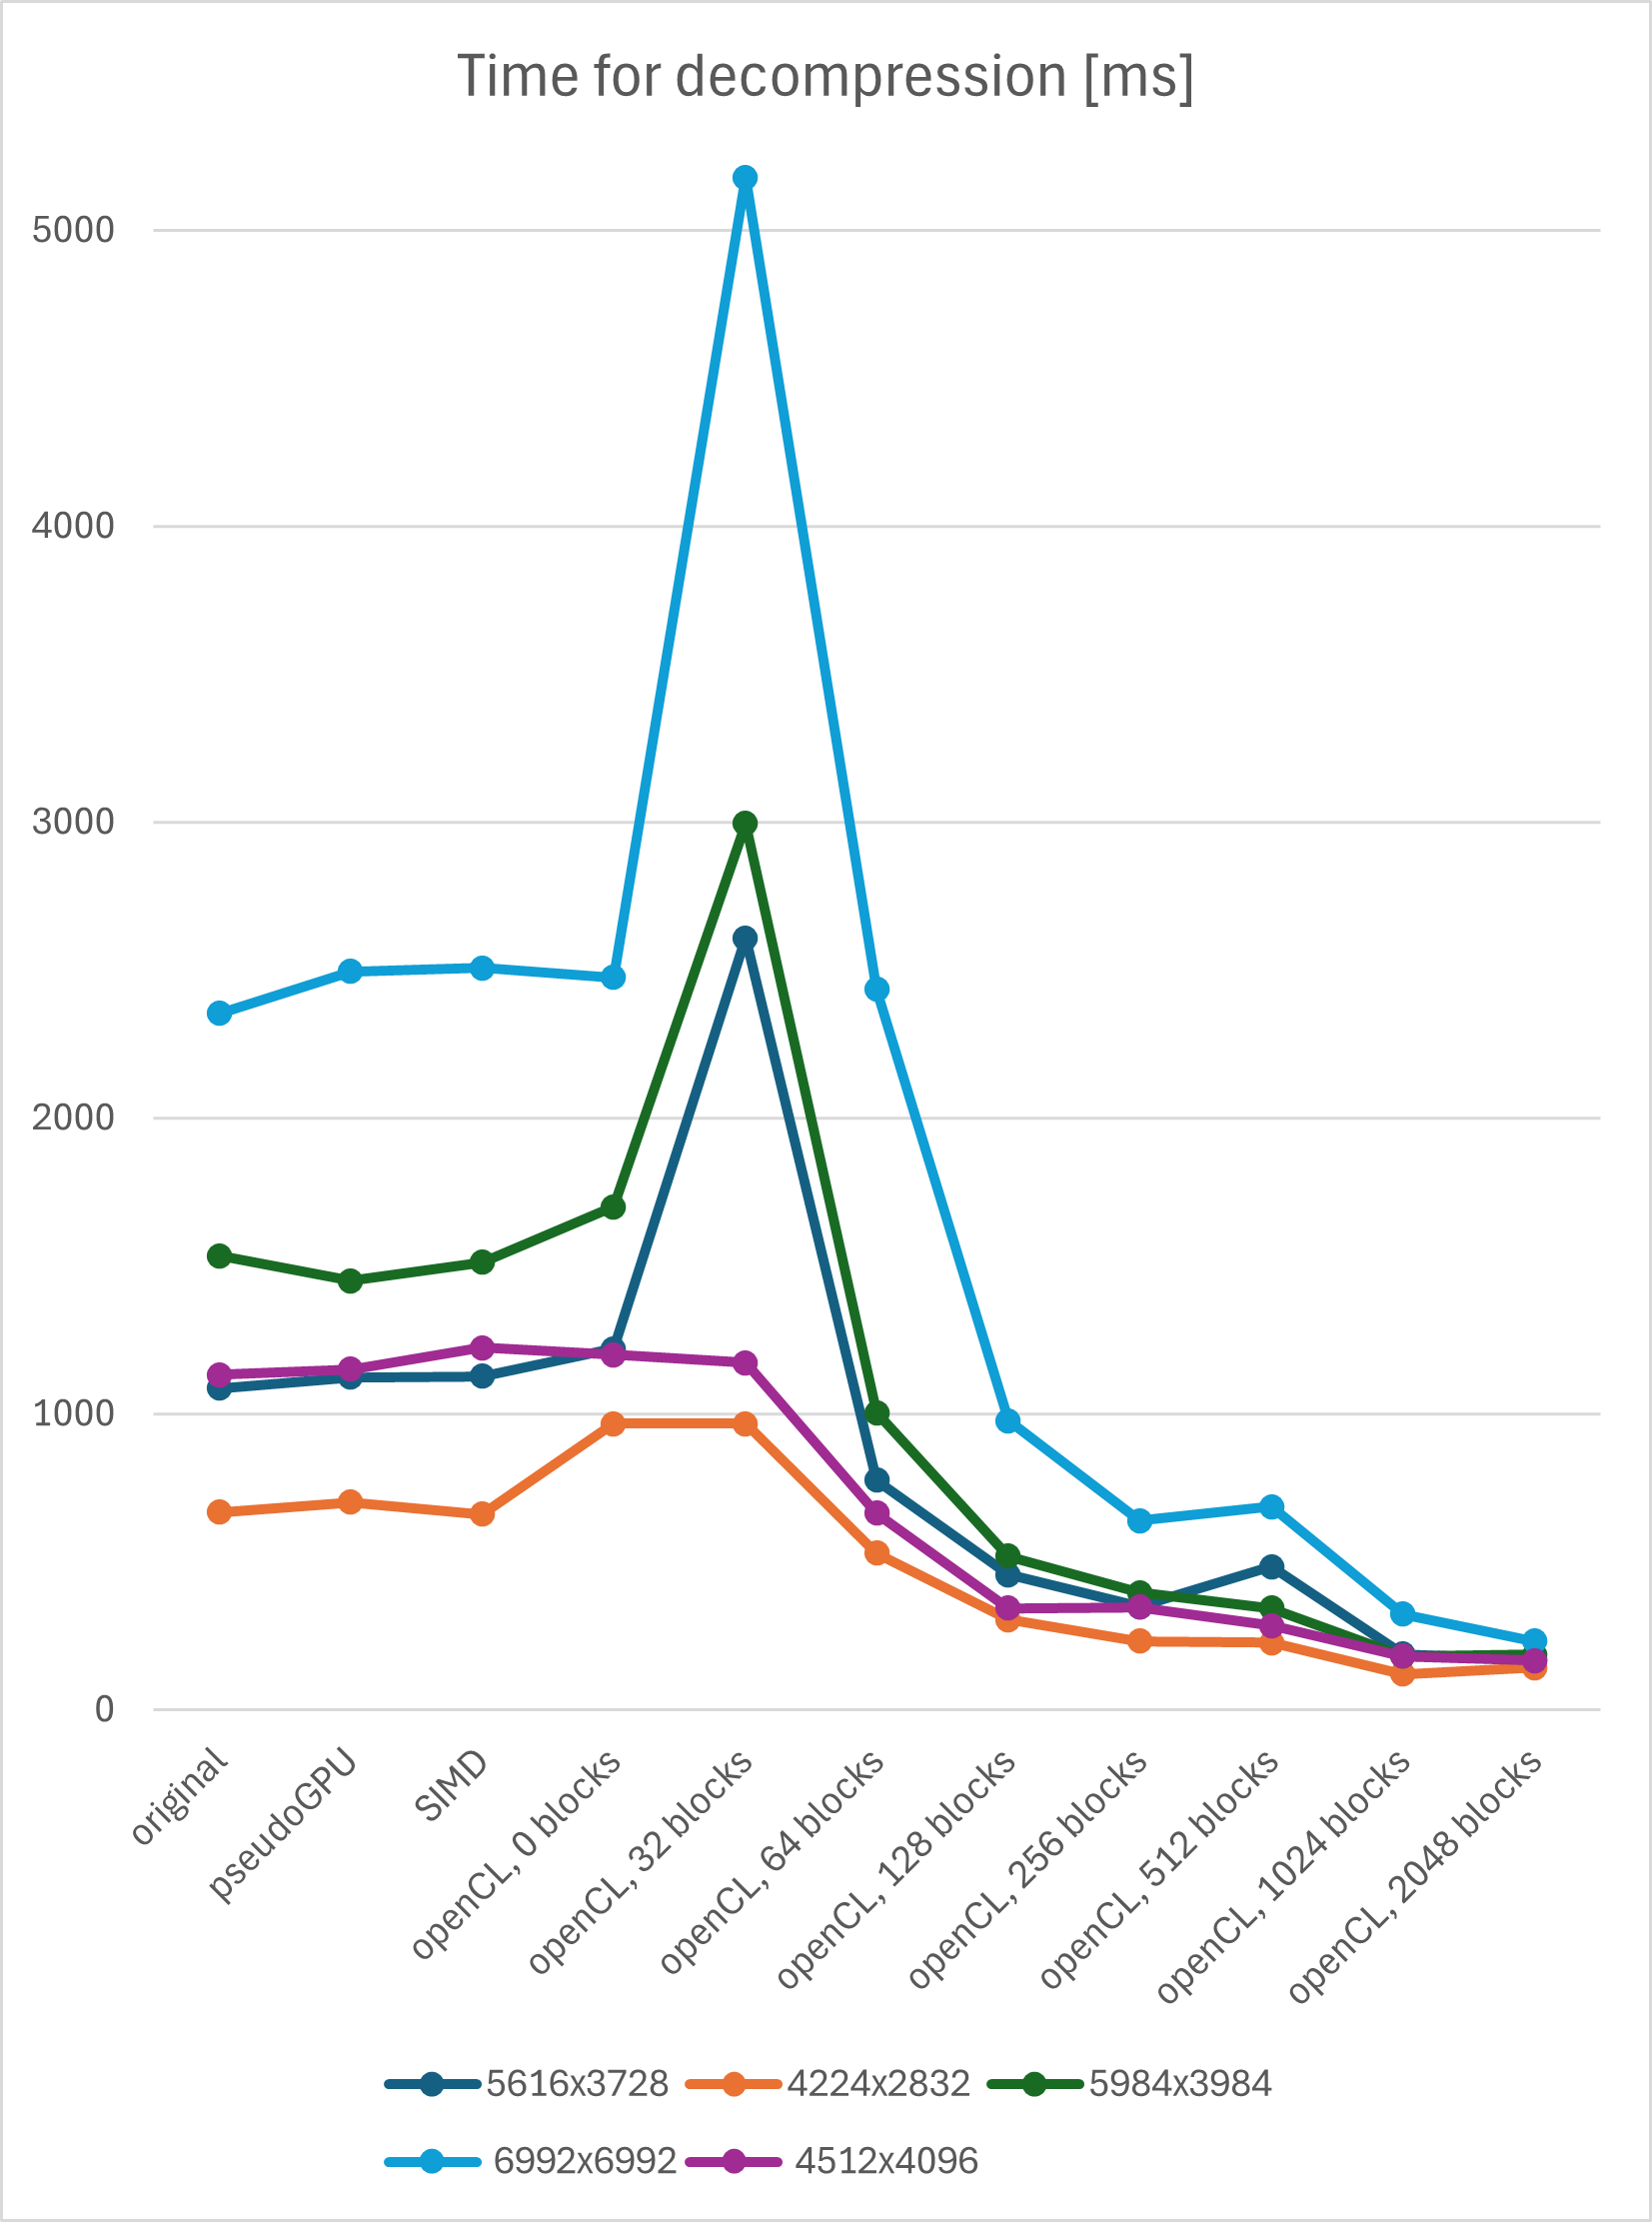 Time for decompression [ms]
5000
4000
3000
2000
1000
0
original
pseudoGPU
SIMD
openCL, 0 blocks
openCL, 32 blocks
openCL, 64 blocks
openCL, 128 blocks
openCL, 256 blocks
openCL, 512 blocks
openCL, 1024 blocks
openCL, 2048 blocks
5616x3728 4224x2832 5984x3984
6992x6992 4512x4096